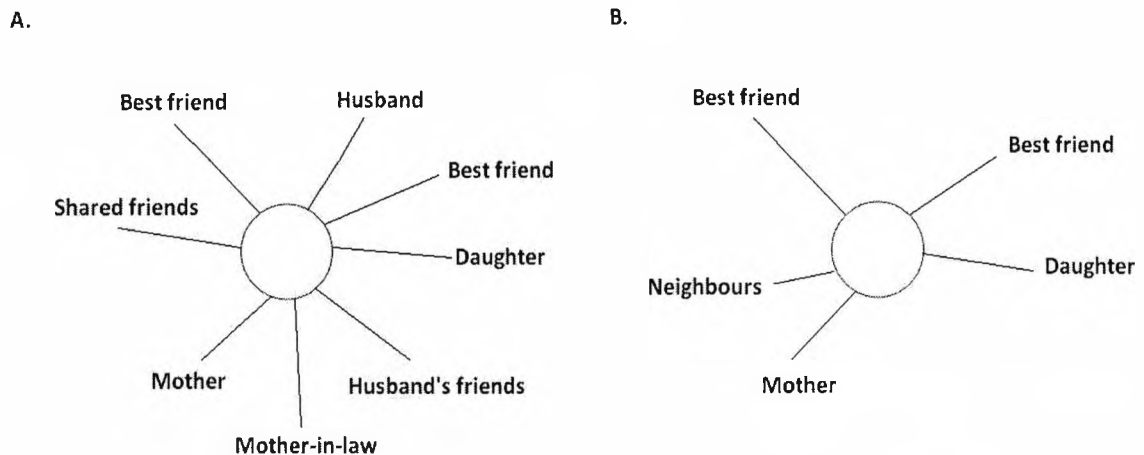 A.
Best friend
Husband
Best friend
Shared friends
Daughter
Mother
Husband's friends
Mother-in-law
B.
Best friend
Best friend
Neighbours
Daughter
Mother